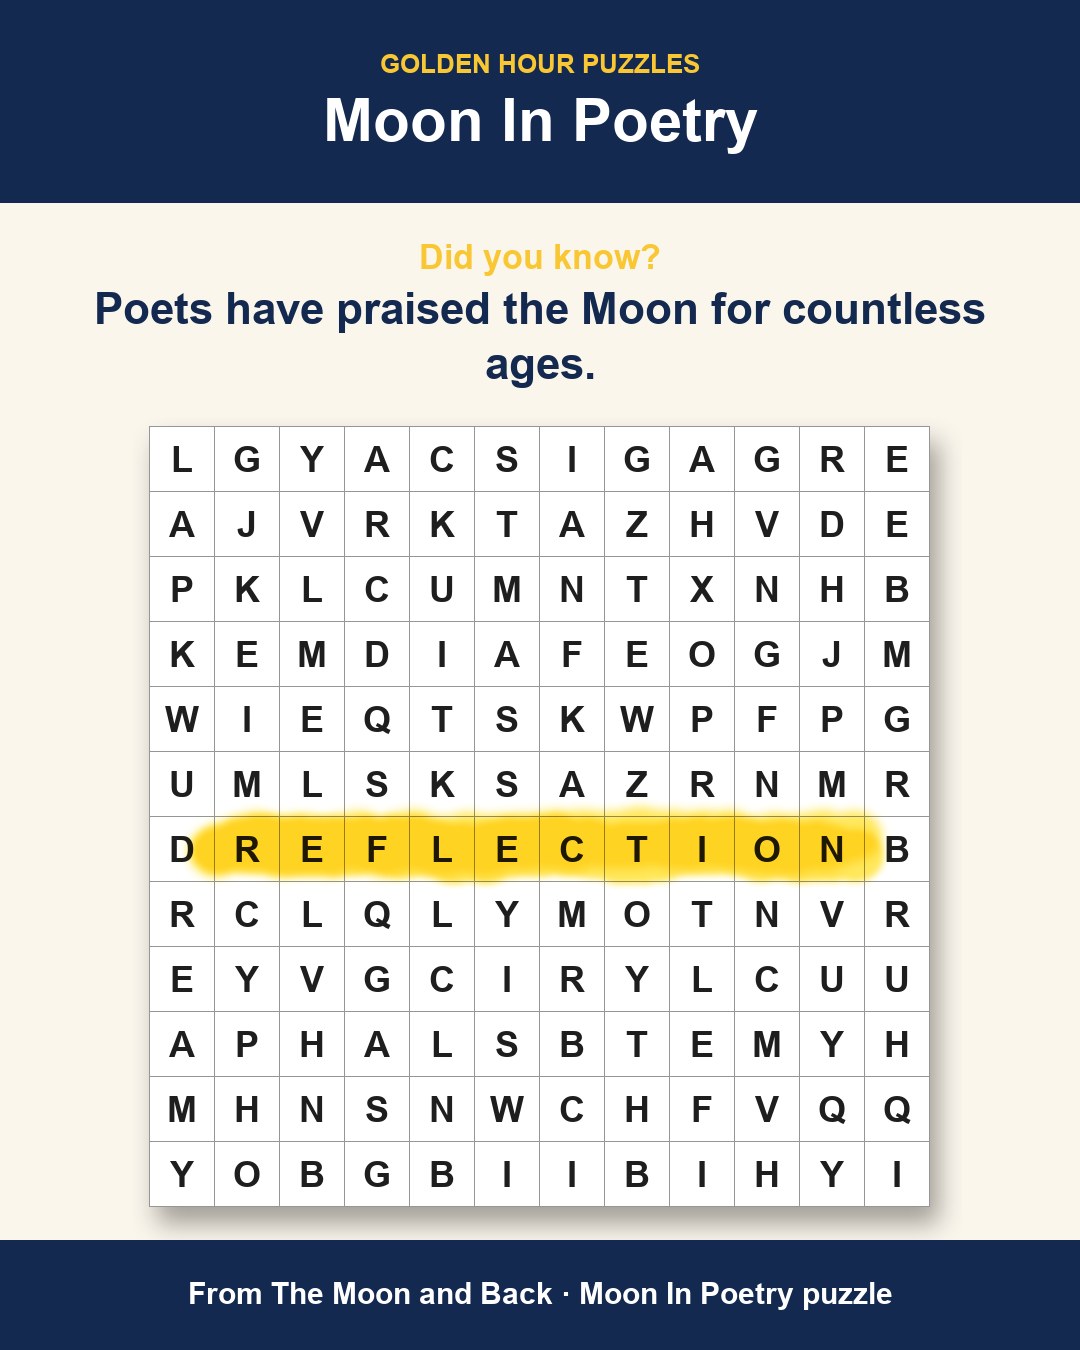 GOLDEN HOUR PUZZLES
Moon In Poetry
Did you know?
Poets have praised the Moon for countless
ages.
L G Y A C S I G A G R E
A J V R K T A Z H V D E
P K L C U M N T X N H B
K E M D I A F E O G J M
W I E Q T S K W P F P G
U M L S K S A Z R N M R
D R E F L E C T I O N B
R C L Q L Y M O T N V R
E Y V G C I R Y L C U U
A P H A L S B T E M Y H
M H N S N W C H F V Q Q
Y O B G B I I B I H Y I
From The Moon and Back · Moon In Poetry puzzle